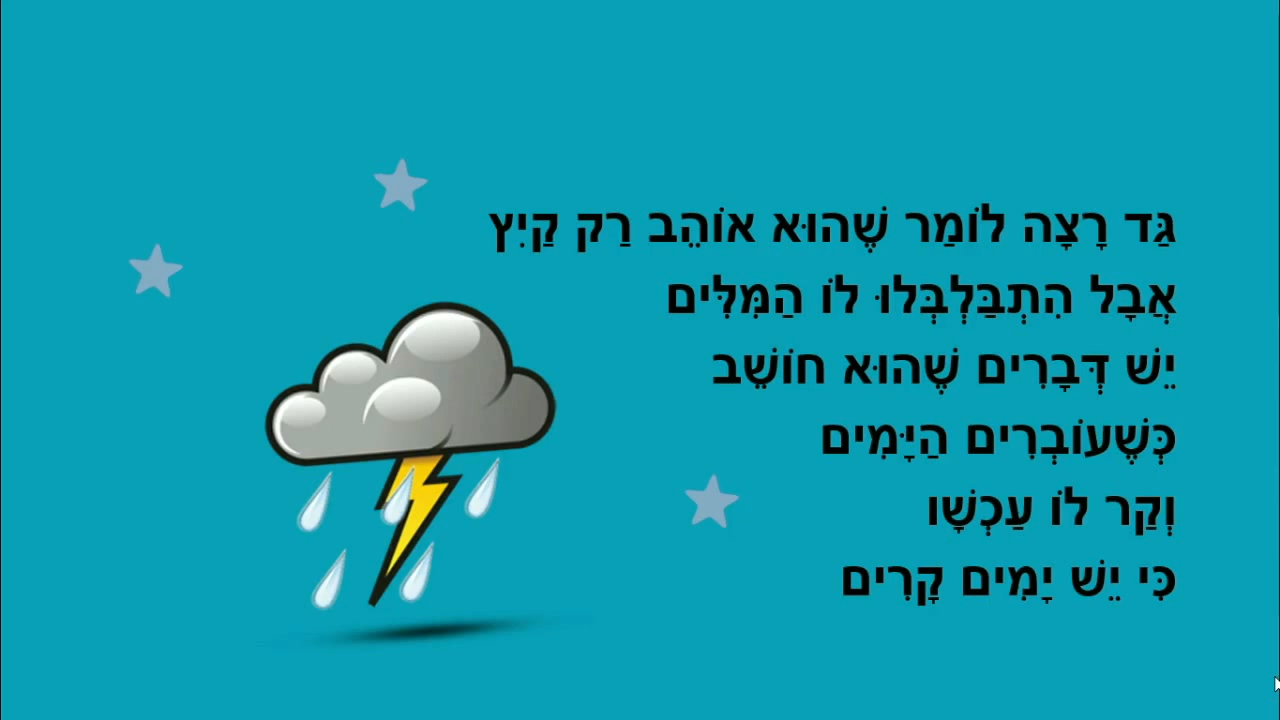 גַּד רָצָה לוֹמַר שֶׁהוּא אוֹהֵב רַק קַיִץ
אֲבָל הִתְבַּלְבְּלוּ לוֹ הַמִּלִּים
יֵשׁ דְּבָרִים שֶׁהוּא חוֹשֵׁב
כְּשֶׁעוֹבְרִים הַיָּמִים
וְקַר לוֹ עַכְשָׁו
כִּי יֵשׁ יָמִים קָרִים